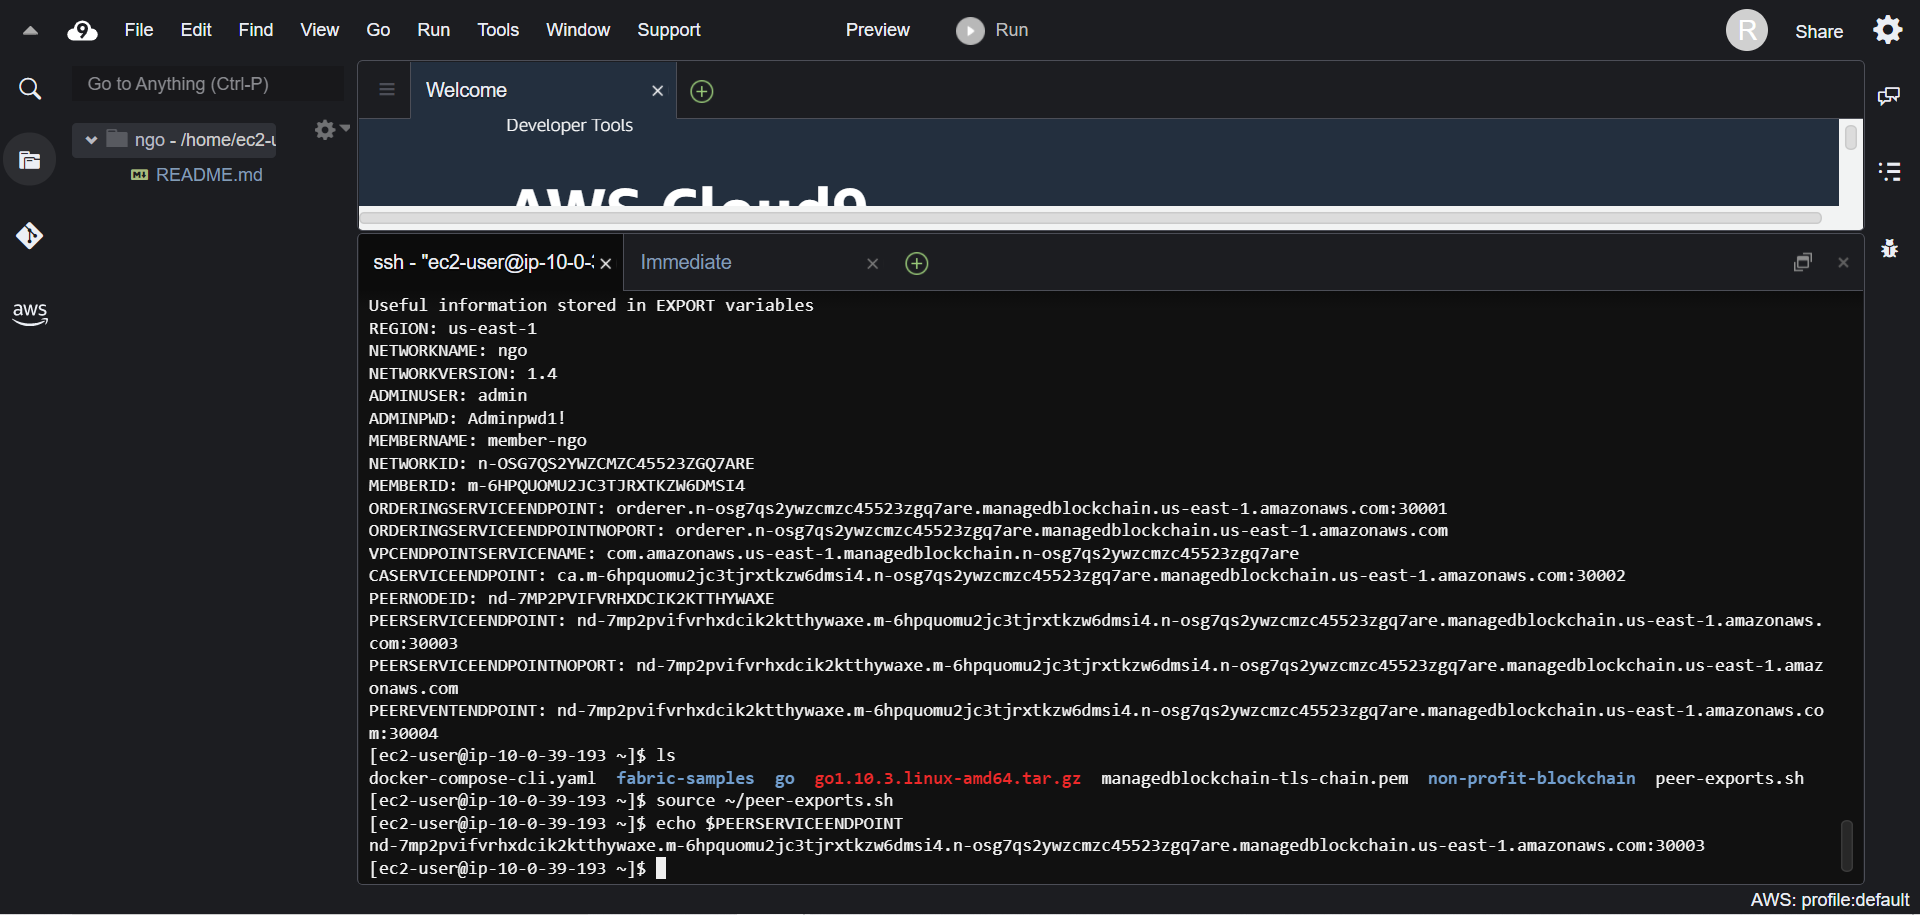 File Edit Find View Go Run Tools Window Support Preview Run R Share
Go to Anything (Ctrl-P)
Welcome
Developer Tools
ngo - /home/ec2-u
README.md
AWS Cloud9
aws
ssh - "ec2-user@ip-10-0-3 Immediate
Useful information stored in EXPORT variables
REGION: us-east-1
NETWORKNAME: ngo
NETWORKVERSION: 1.4
ADMINUSER: admin
ADMINPWD: Adminpwd1!
MEMBERNAME: member-ngo
NETWORKID: n-OSG7QS2YWZCMZC45523ZGQ7ARE
MEMBERID: m-6HPQUOMU2JC3TJRXTKZW6DMSI4
ORDERINGSERVICEENDPOINT: orderer.n-osg7qs2ywzcmzc45523zgq7are.managedblockchain.us-east-1.amazonaws.com:30001
ORDERINGSERVICEENDPOINTNOPORT: orderer.n-osg7qs2ywzcmzc45523zgq7are.managedblockchain.us-east-1.amazonaws.com
VPCENDPOINTSERVICENAME: com.amazonaws.us-east-1.managedblockchain.n-osg7qs2ywzcmzc45523zgq7are
CASERVICEENDPOINT: ca.m-6hpquomu2jc3tjrxtkzw6dmsi4.n-osg7qs2ywzcmzc45523zgq7are.managedblockchain.us-east-1.amazonaws.com:30002
PEERNODEID: nd-7MP2PVIFVRHXDCIK2KTTHYWAXE
PEERSERVICEENDPOINT: nd-7mp2pvifvrhxdcik2ktthywaxe.m-6hpquomu2jc3tjrxtkzw6dmsi4.n-osg7qs2ywzcmzc45523zgq7are.managedblockchain.us-east-1.amazonaws.
com:30003
PEERSERVICEENDPOINTNOPORT: nd-7mp2pvifvrhxdcik2ktthywaxe.m-6hpquomu2jc3tjrxtkzw6dmsi4.n-osg7qs2ywzcmzc45523zgq7are.managedblockchain.us-east-1.amaz
onaws.com
PEEREVENTENDPOINT: nd-7mp2pvifvrhxdcik2ktthywaxe.m-6hpquomu2jc3tjrxtkzw6dmsi4.n-osg7qs2ywzcmzc45523zgq7are.managedblockchain.us-east-1.amazonaws.co
m:30004
[ec2-user@ip-10-0-39-193 ~]$ ls
docker-compose-cli.yaml fabric-samples go go1.10.3.linux-amd64.tar.gz managedblockchain-tls-chain.pem non-profit-blockchain peer-exports.sh
[ec2-user@ip-10-0-39-193 ~]$ source ~/peer-exports.sh
[ec2-user@ip-10-0-39-193 ~]$ echo $PEERSERVICEENDPOINT
nd-7mp2pvifvrhxdcik2ktthywaxe.m-6hpquomu2jc3tjrxtkzw6dmsi4.n-osg7qs2ywzcmzc45523zgq7are.managedblockchain.us-east-1.amazonaws.com:30003
[ec2-user@ip-10-0-39-193 ~]$
AWS: profile:default